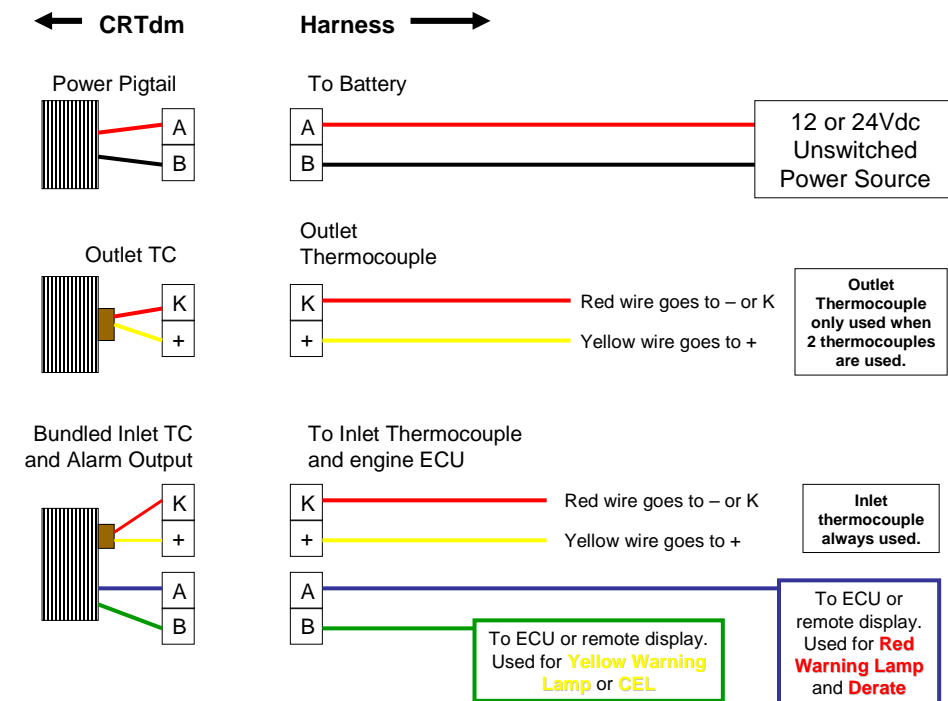 CRTdm
Harness
Power Pigtail
To Battery
A
B
A
B
12 or 24Vdc
Unswitched
Power Source
Outlet TC
Outlet
Thermocouple
K
+
K
+
Red wire goes to – or K
Yellow wire goes to +
Outlet
Thermocouple
only used when
2 thermocouples
are used.
Bundled Inlet TC
and Alarm Output
To Inlet Thermocouple
and engine ECU
K
+
A
B
K
+
A
B
Red wire goes to – or K
Yellow wire goes to +
Inlet
thermocouple
always used.
To ECU or remote display.
Used for Yellow Warning
Lamp or CEL
To ECU or
remote display.
Used for Red
Warning Lamp
and Derate